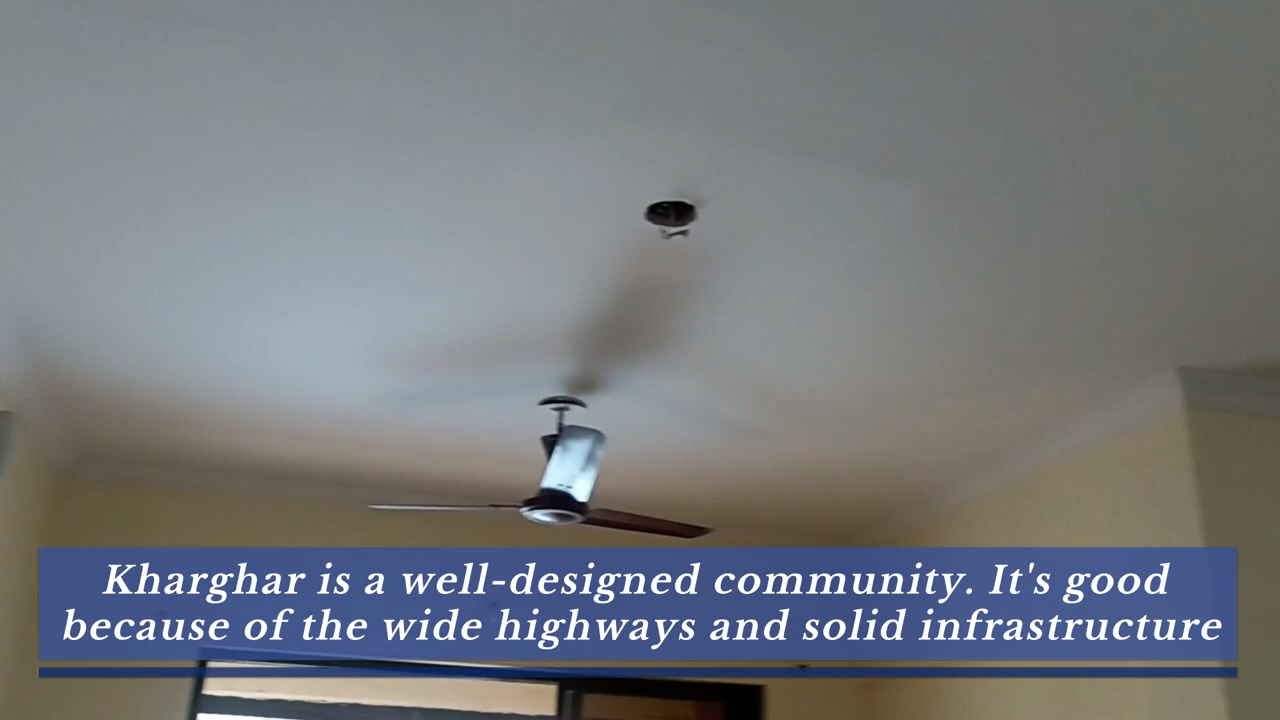 Kharghar is a well-designed community. It's good
because of the wide highways and solid infrastructure